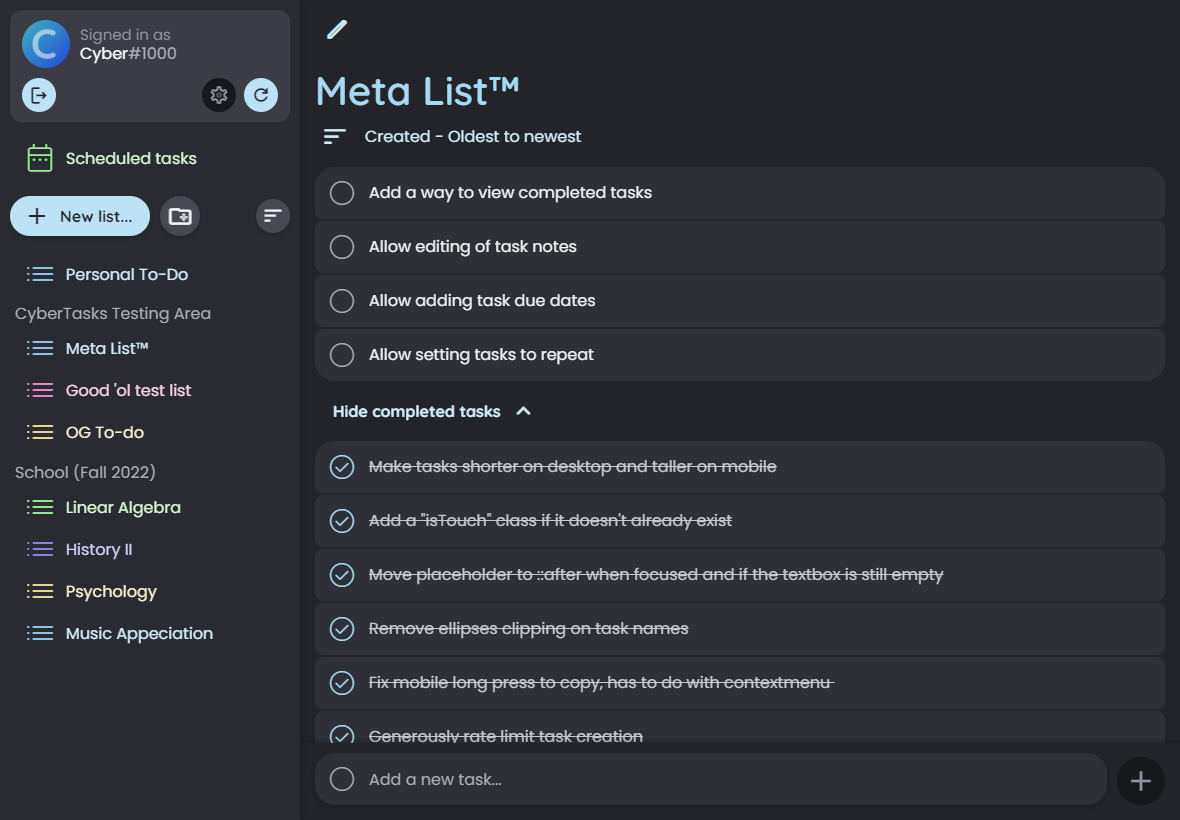 Signed in as
Cyber#1000
Scheduled tasks
New list...
Personal To-Do
CyberTasks Testing Area
Meta List™
Good 'ol test list
OG To-do
School (Fall 2022)
Linear Algebra
History II
Psychology
Music Appeciation
Meta List™
Created - Oldest to newest
Add a way to view completed tasks
Allow editing of task notes
Allow adding task due dates
Allow setting tasks to repeat
Hide completed tasks
Make tasks shorter on desktop and taller on mobile
Add a "isTouch" class if it doesn't already exist
Move placeholder to ::after when focused and if the textbox is still empty
Remove ellipses clipping on task names
Fix mobile long press to copy, has to do with contextmenu
Generously rate limit task creation
Add a new task...